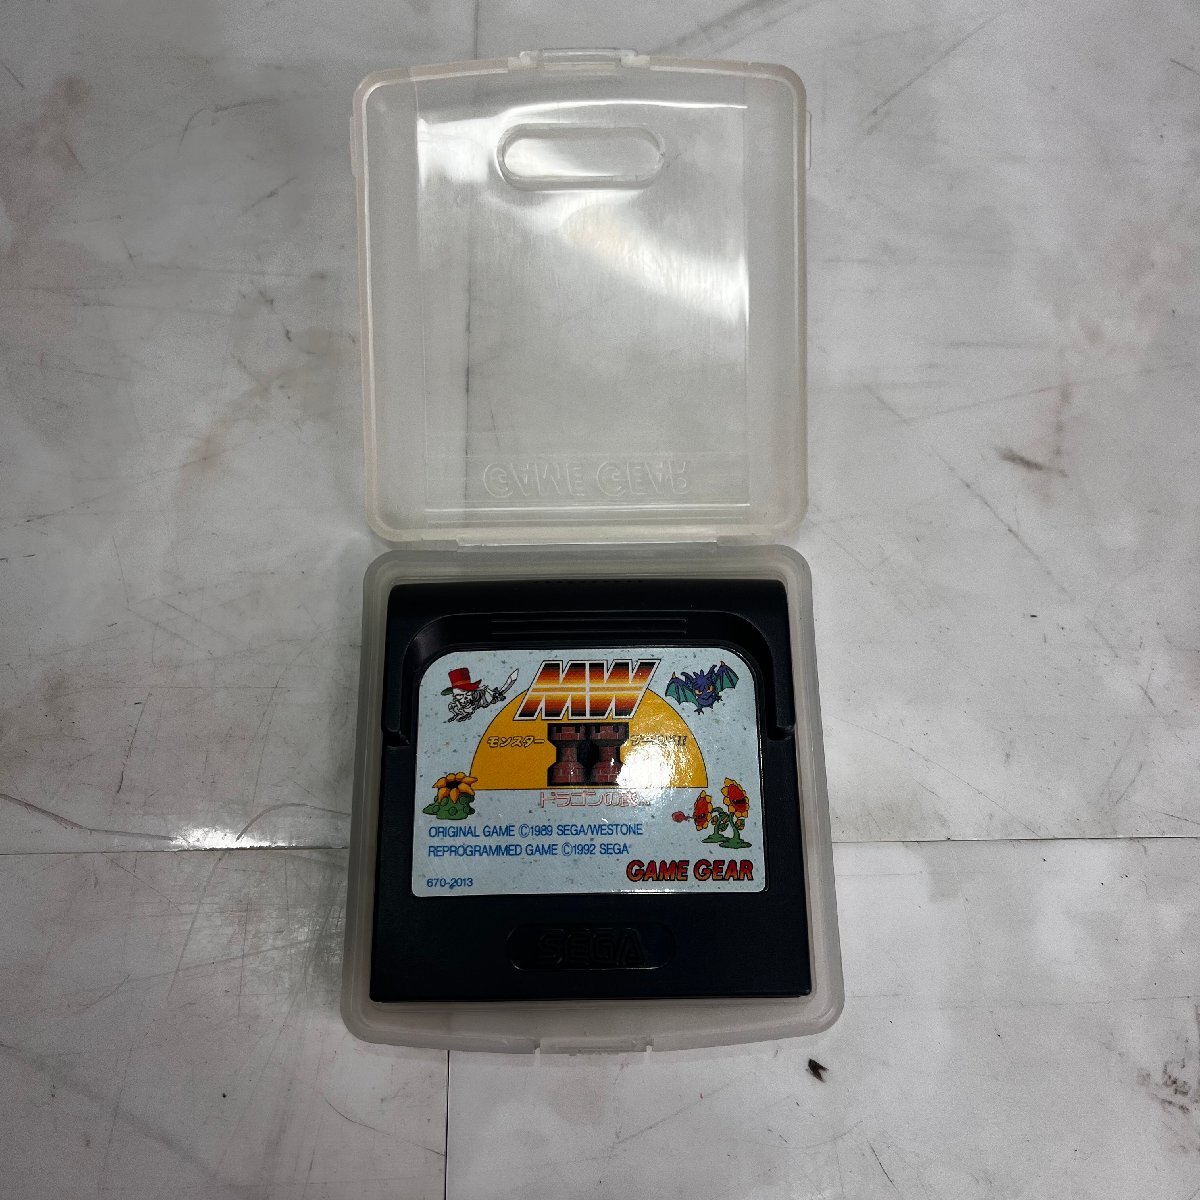 GAME GEAR
MW
モンスター
II
ドラゴンの
ORIGINAL GAME ©1989 SEGA/WESTONE
REPROGRAMMED GAME ©1992 SEGA
GAME GEAR
670-2013
SEGA